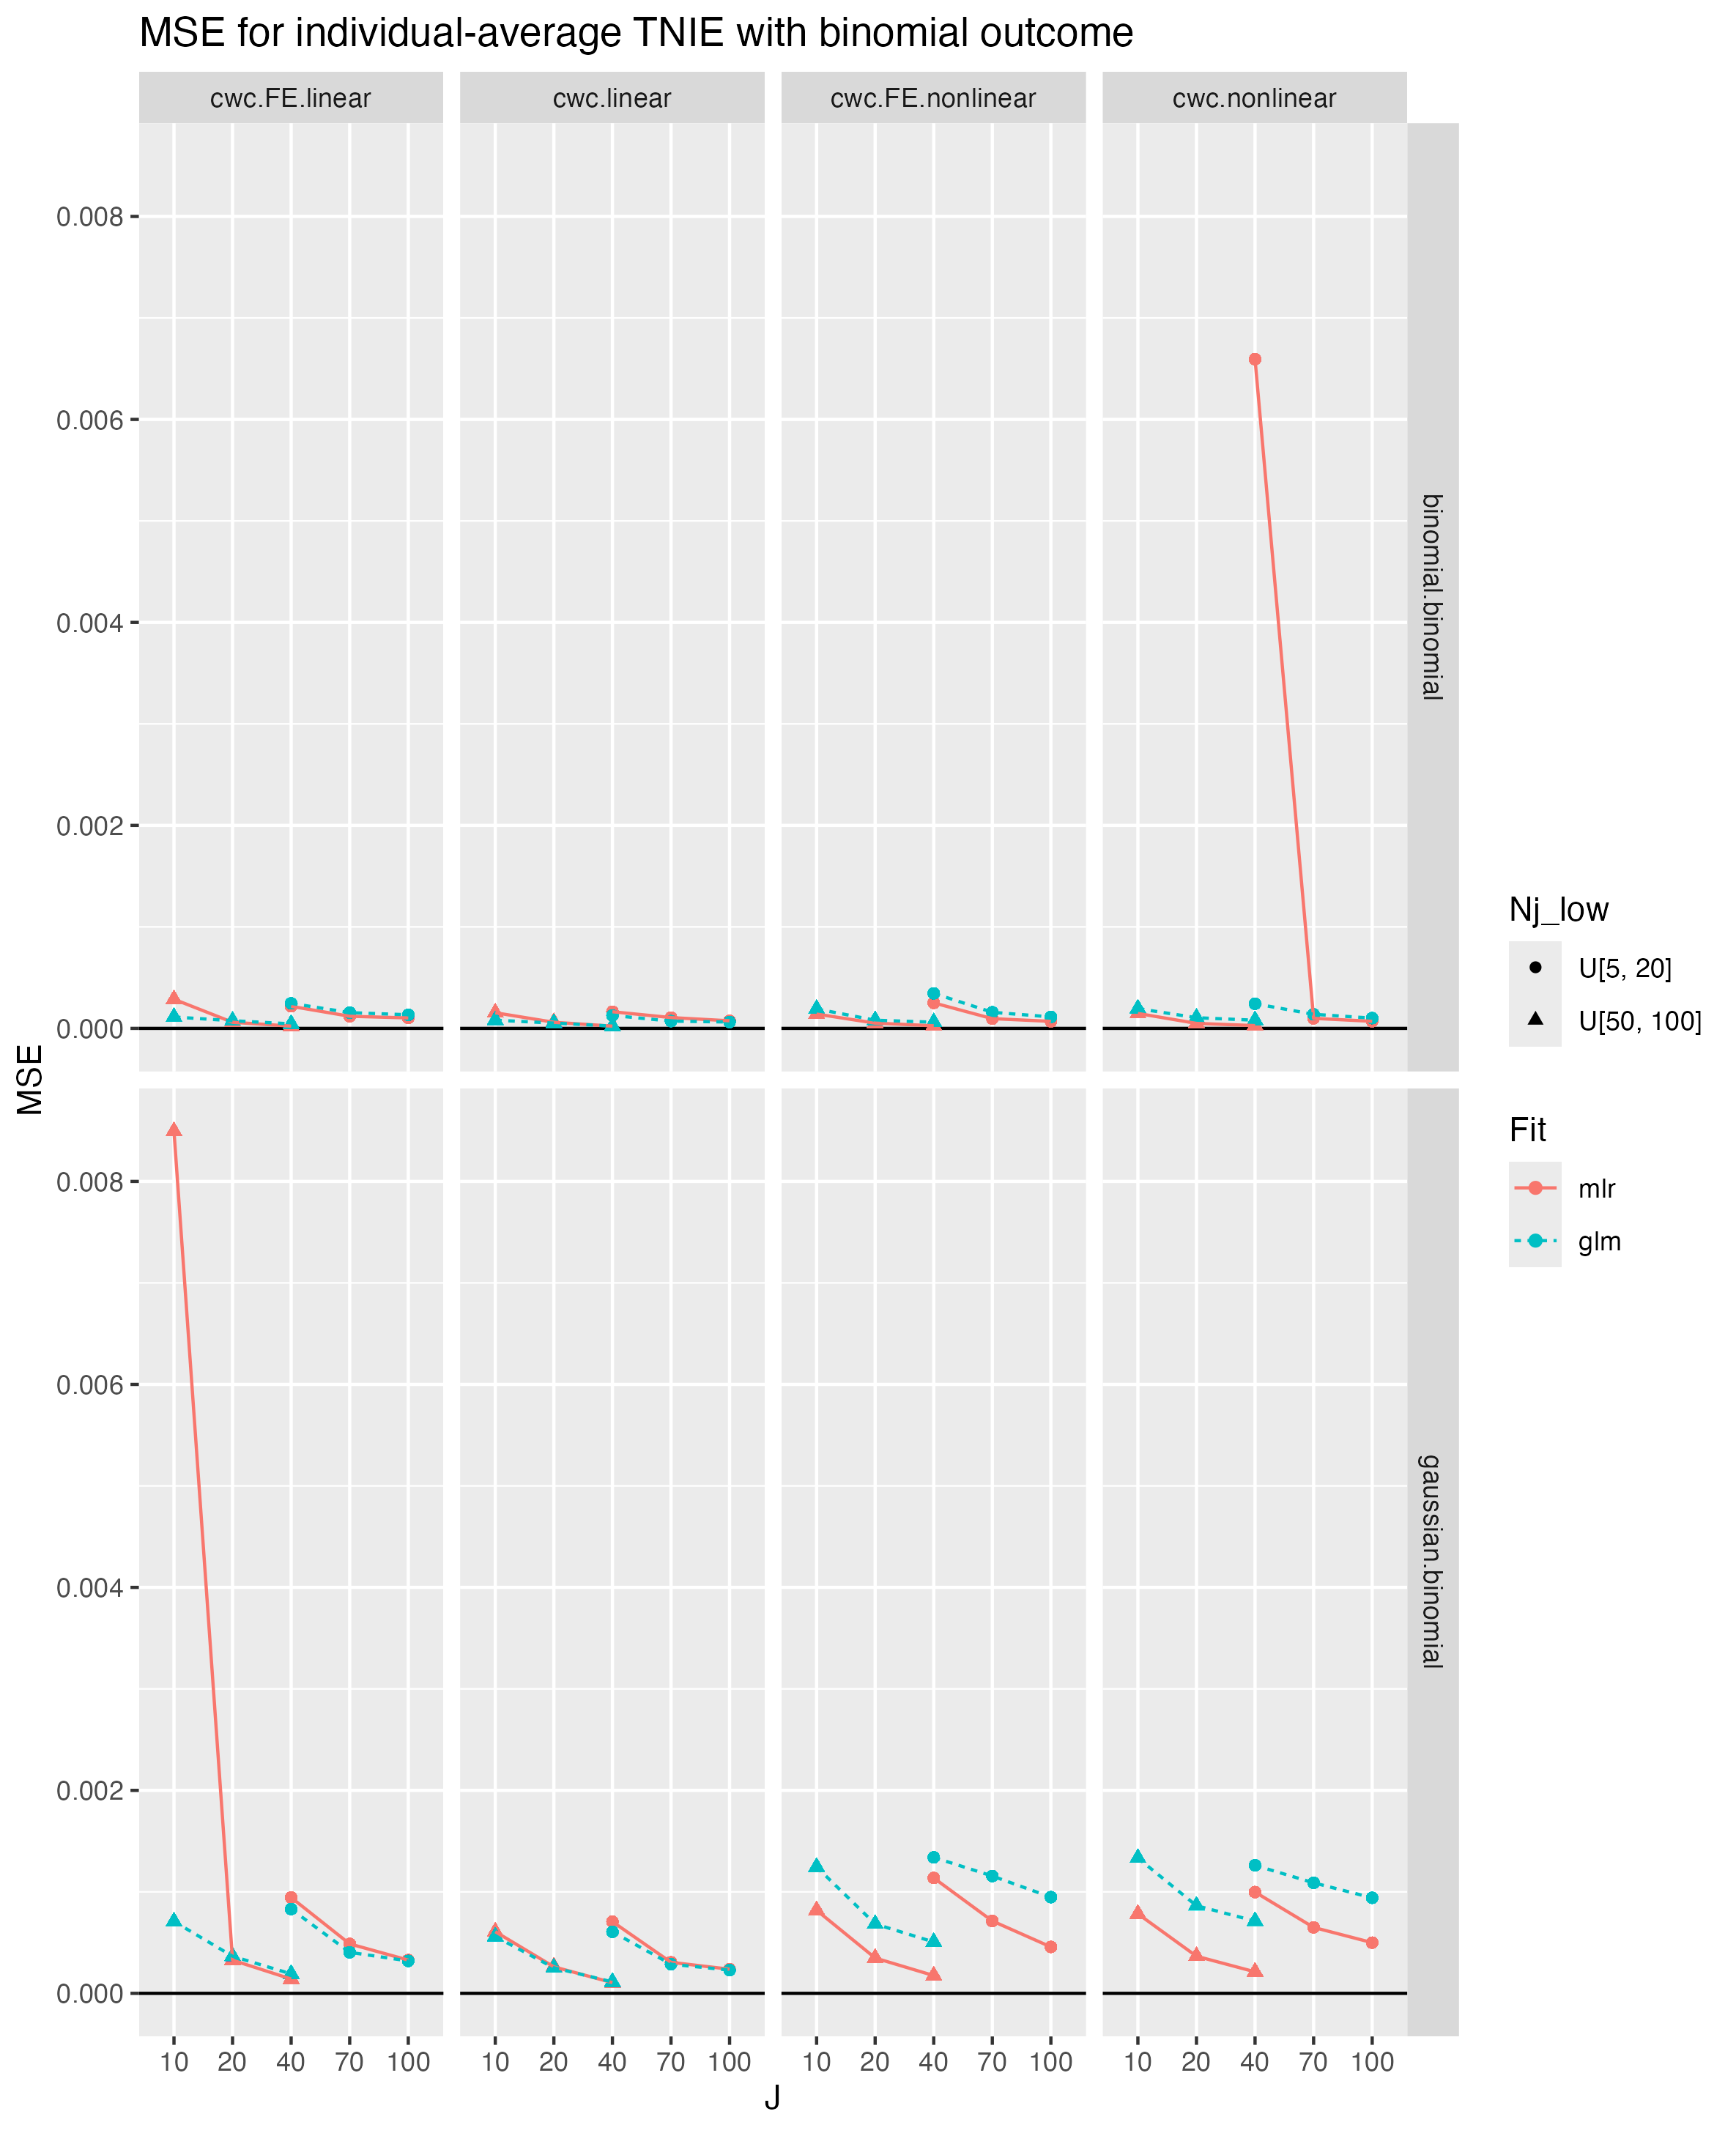 MSE for individual-average TNIE with binomial outcome
cwc.FE.linear
cwc.linear
cwc.FE.nonlinear
cwc.nonlinear
0.008
0.006
0.004
0.002
0.000
binomial.binomial
MSE
0.008
0.006
0.004
0.002
0.000
gaussian.binomial
10 20 40 70 100
10 20 40 70 100
10 20 40 70 100
10 20 40 70 100
J
Nj_low
U[5, 20]
U[50, 100]
Fit
mlr
glm